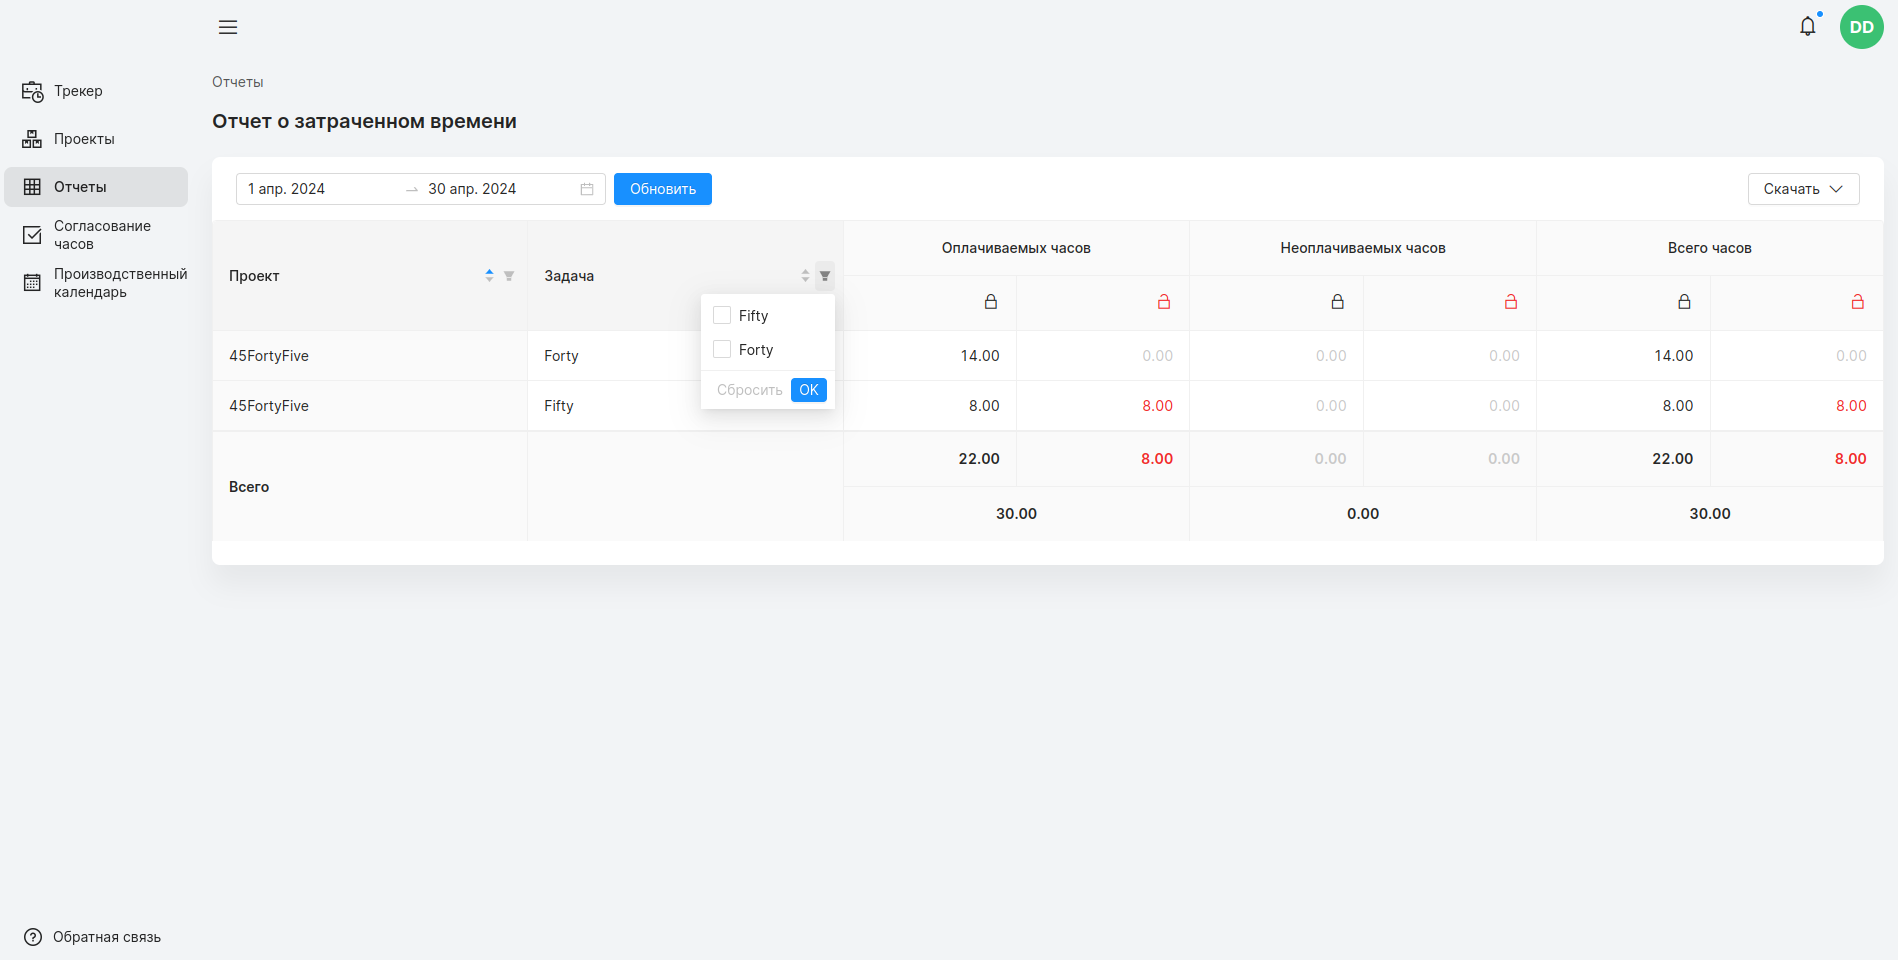 DD
Трекер
Проекты
Отчеты
Согласование
часов
Производственный
календарь
Обратная связь
Отчеты
Отчет о затраченном времени
1 апр. 2024 → 30 апр. 2024 Обновить Скачать
Проект Задача Оплачиваемых часов Неоплачиваемых часов Всего часов
Fifty
Forty
Сбросить OK
45FortyFive Forty 14.00 0.00 0.00 0.00 14.00 0.00
45FortyFive Fifty 8.00 8.00 0.00 0.00 8.00 8.00
Всего 22.00 8.00 0.00 0.00 22.00 8.00
30.00 0.00 30.00